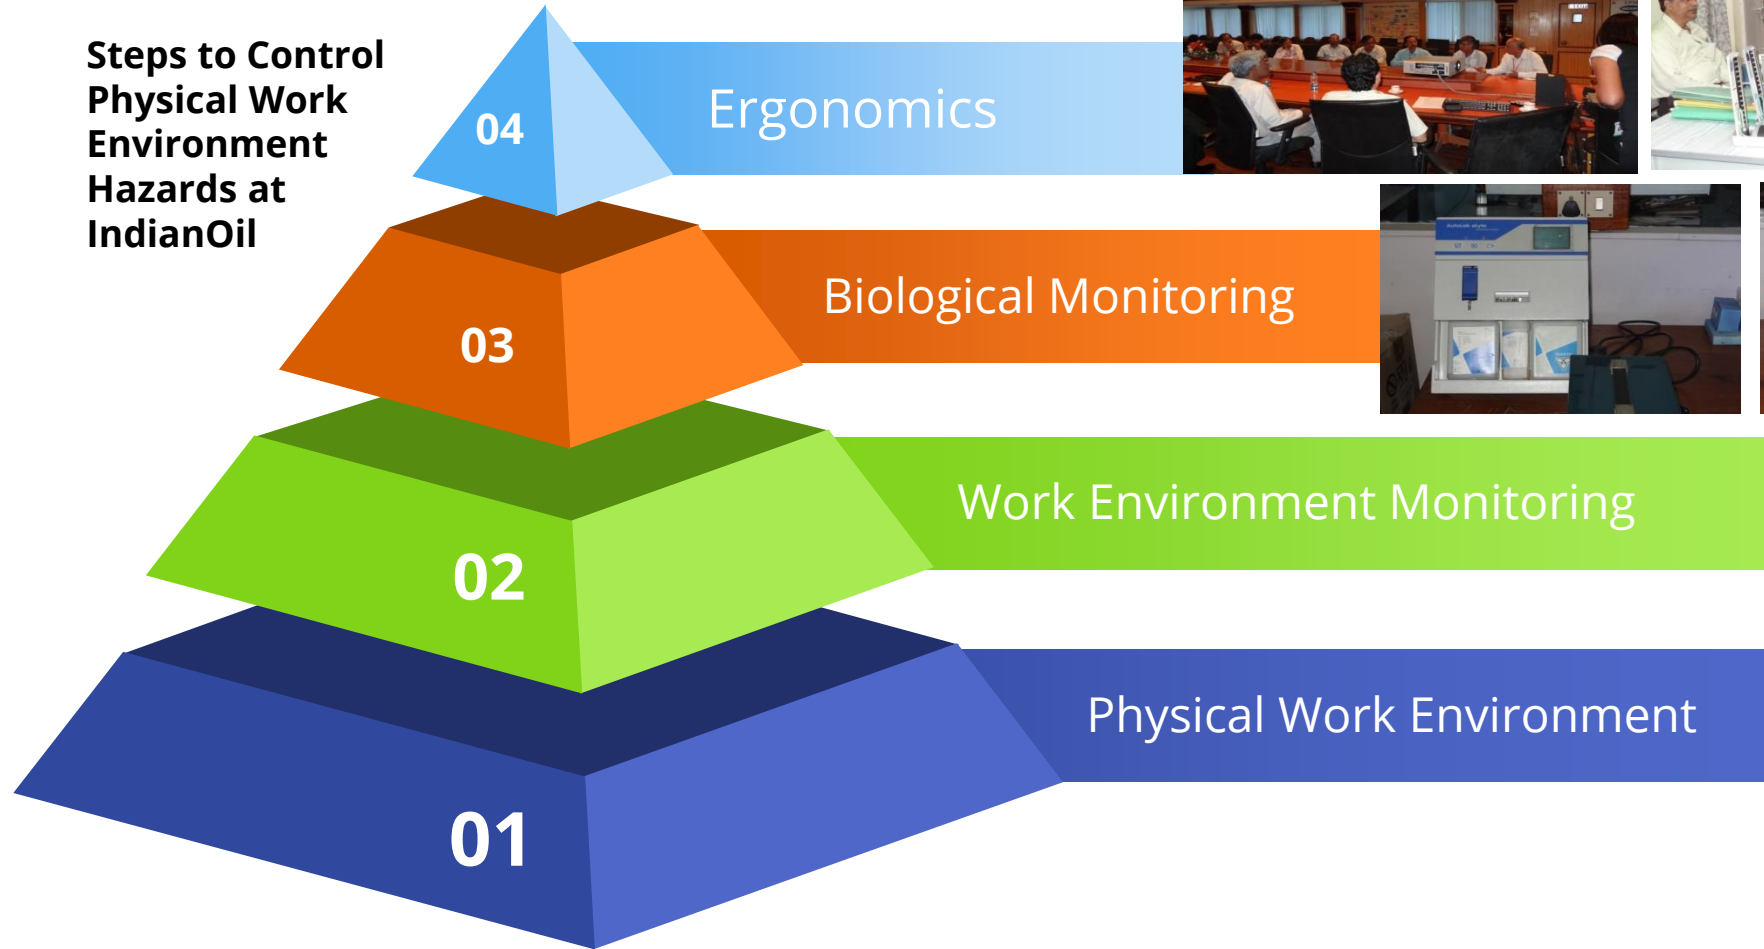 Steps to Control
Physical Work
Environment
Hazards at
IndianOil
04
Ergonomics
03
Biological Monitoring
02
Work Environment Monitoring
01
Physical Work Environment